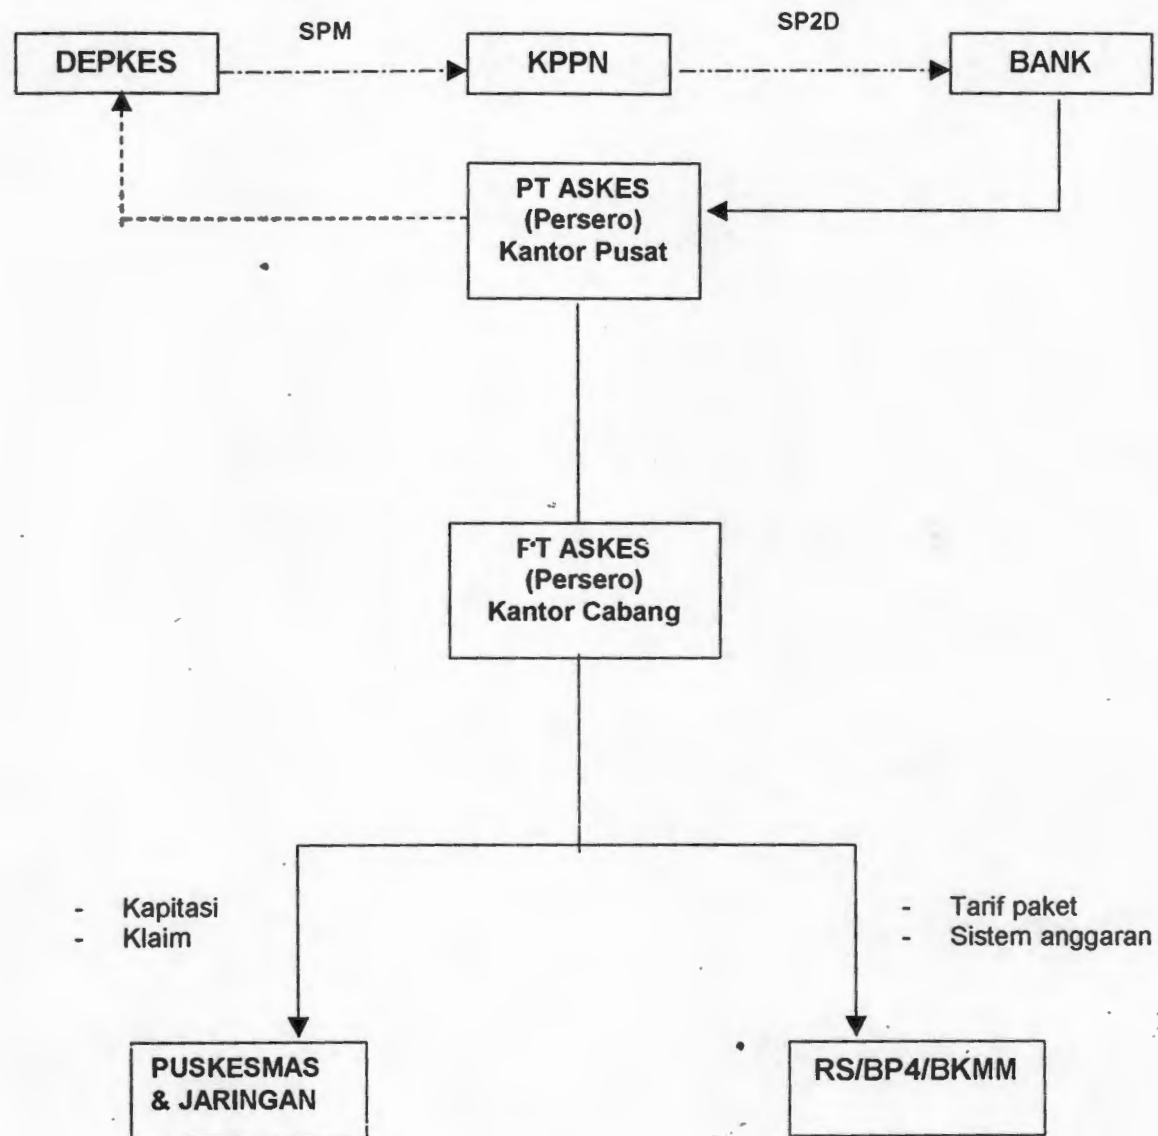 SPM
SP2D
DEPKES
KPPN
BANK
PT ASKES
(Persero)
Kantor Pusat
PT ASKES
(Persero)
Kantor Cabang
- Kapitasi
- Klaim
- Tarif paket
- Sistem anggaran
PUSKESMAS
& JARINGAN
RS/BP4/BKMM